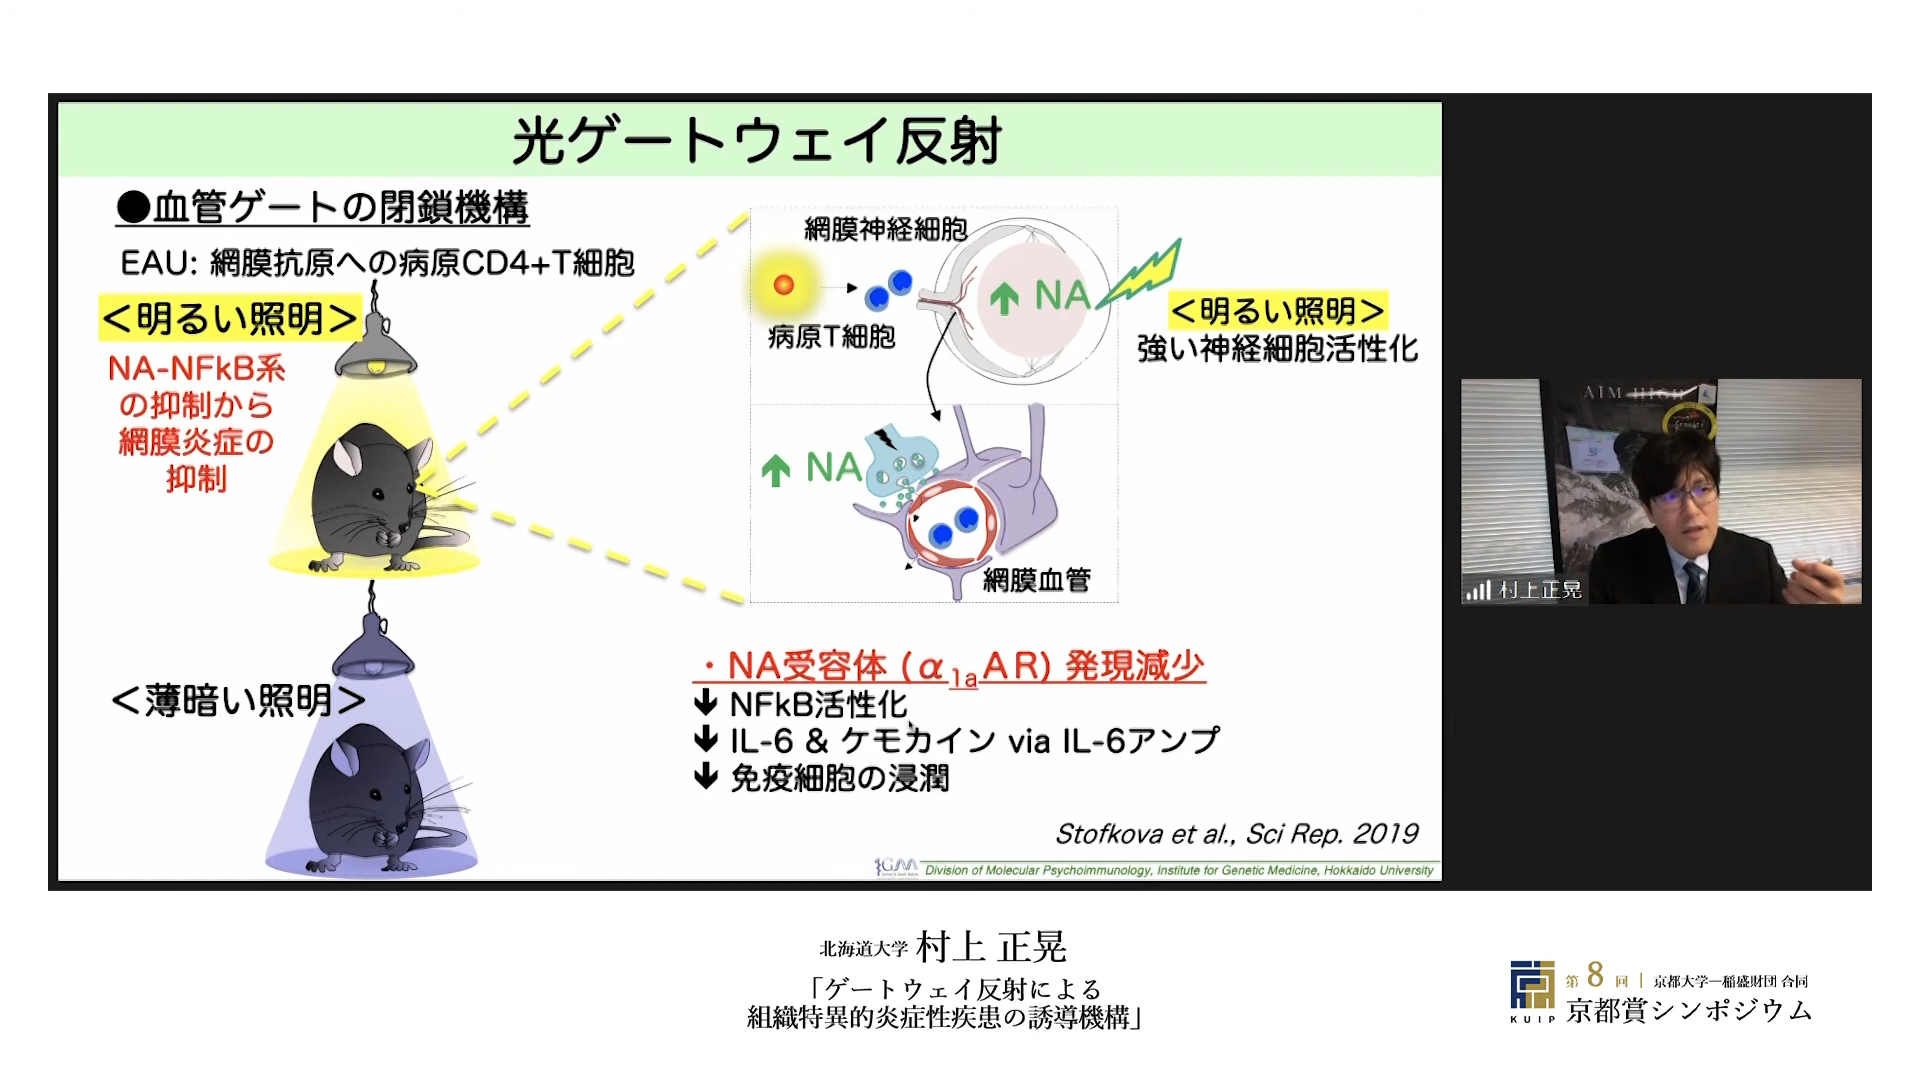 光ゲートウェイ反射
●血管ゲートの閉鎖機構
EAU: 網膜抗原への病原CD4+T細胞
＜明るい照明＞
NA-NFkB系
の抑制から
網膜炎症の
抑制
＜薄暗い照明＞
網膜神経細胞
病原T細胞
NA
＜明るい照明＞
強い神経細胞活性化
NA
網膜血管
・NA受容体 (α1aAR) 発現減少
↓ NFkB活性化
↓ IL-6 & ケモカイン via IL-6アンプ
↓ 免疫細胞の浸潤
Stofkova et al., Sci Rep. 2019
IGM
Division of Molecular Psychoimmunology, Institute for Genetic Medicine, Hokkaido University
AIM HIGH
村上正晃
北海道大学 村上 正晃
「ゲートウェイ反射による
組織特異的炎症性疾患の誘導機構」
KUIP
第8回 | 京都大学—稲盛財団 合同
京都賞シンポジウム